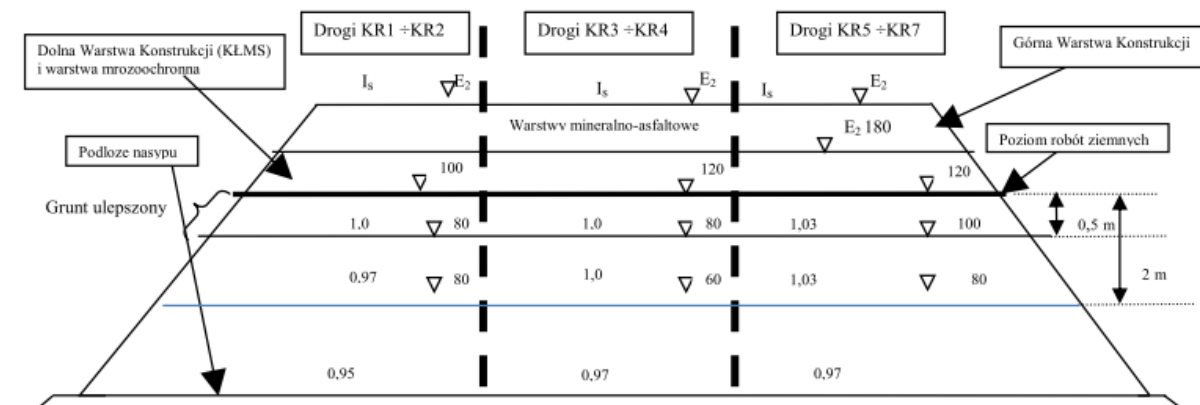 Drogi KR1 ÷KR2
Drogi KR3 ÷KR4
Drogi KR5 ÷KR7
Dolna Warstwa Konstrukcji (KŁMS)
i warstwa mrozoochronna
Górna Warstwa Konstrukcji
Is E2 Is E2 Is E2
Warstwy mineralno-asfaltowe
E2 180
Podłoze nasypu
Poziom robót ziemnych
100 120 120
Grunt ulepszony
1.0 80 1.0 80 1,03 100
0,5 m
0,97 80 1,0 60 1,03 80
2 m
0,95 0,97 0,97